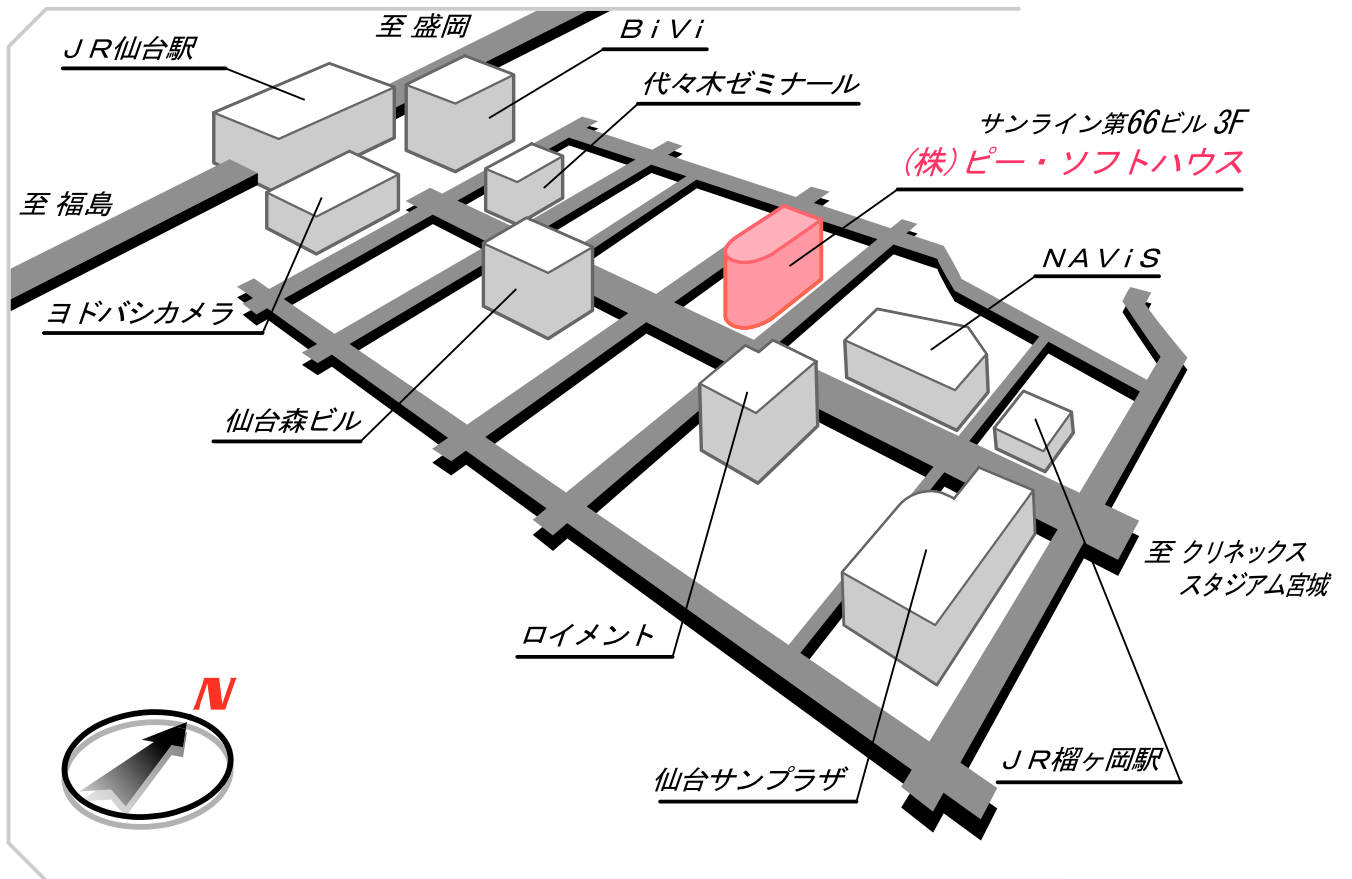 至 盛岡
BiVi
JR仙台駅
代々木ゼミナール
サンライン第66ビル 3F
(株)ピー・ソフトハウス
至 福島
NAViS
ヨドバシカメラ
仙台森ビル
至 クリネックス
スタジアム宮城
ロイメント
N
JR榴ヶ岡駅
仙台サンプラザ